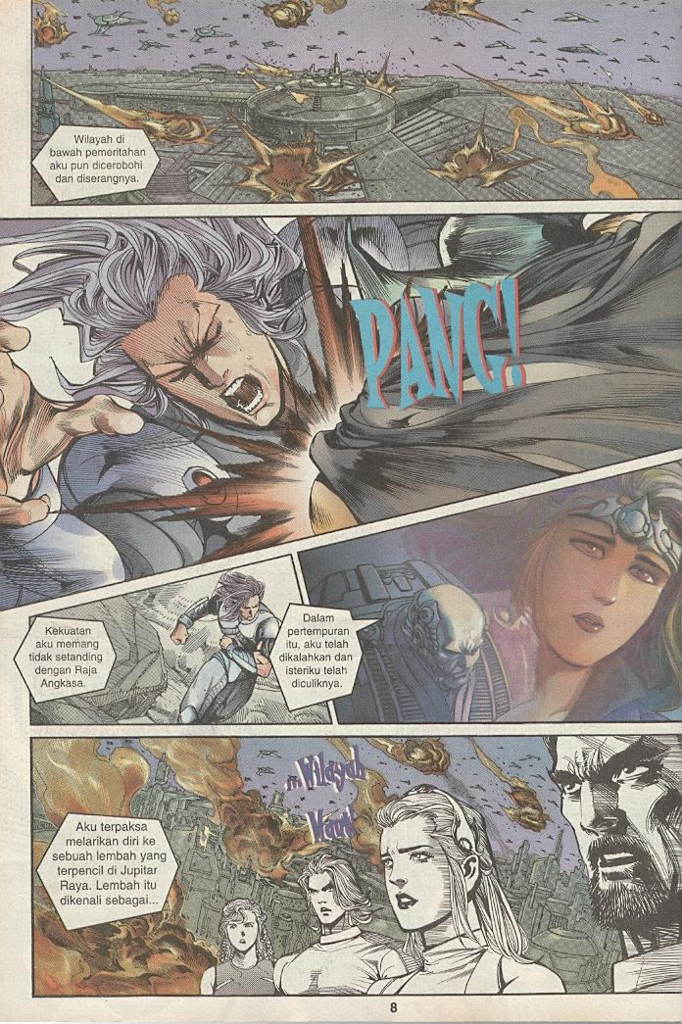 Wilayah di
bawah pemeritahan
aku pun dicerobohi
dan diserangnya.
PANG!
Kekuatan
aku memang
tidak setanding
dengan Raja
Angkasa.
Dalam
pertempuran
itu, aku telah
dikalahkan dan
isteriku telah
diculiknya.
Aku terpaksa
melarikan diri ke
sebuah lembah yang
terpencil di Jupitar
Raya. Lembah itu
dikenali sebagai...
...Wilayah
Maut!
8